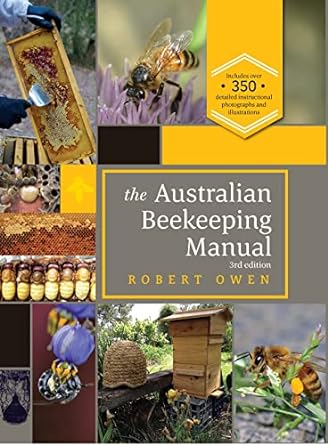 Includes over
• 350 •
detailed instructional
photographs and
illustrations
the Australian
Beekeeping
Manual
3rd edition
ROBERT OWEN